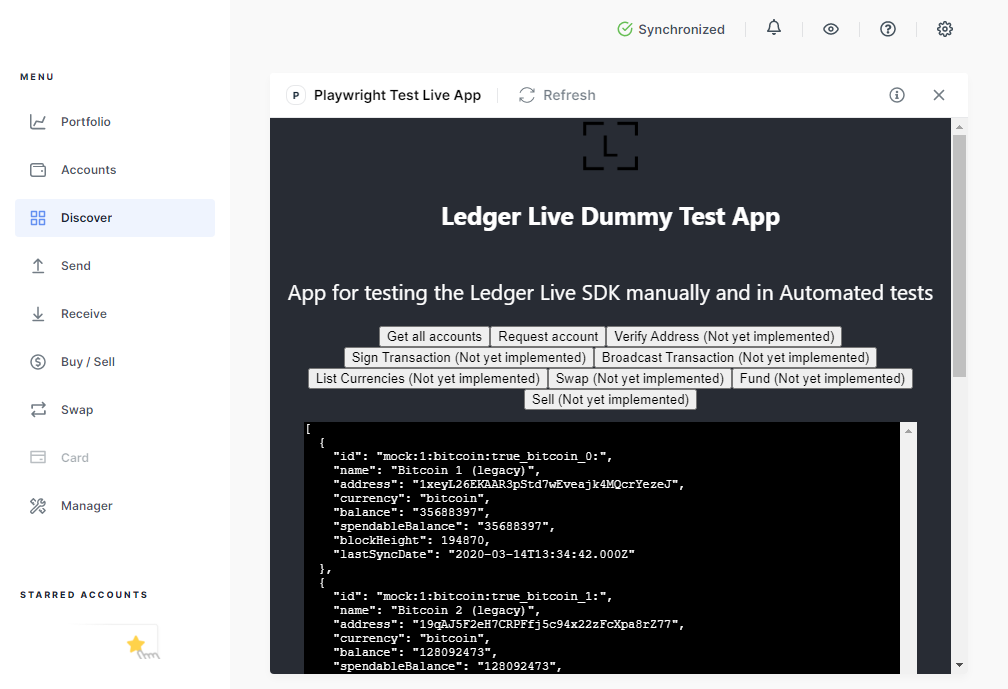 Synchronized
MENU
Portfolio
Accounts
Discover
Send
Receive
Buy / Sell
Swap
Card
Manager
STARRED ACCOUNTS
P Playwright Test Live App Refresh
L
Ledger Live Dummy Test App
App for testing the Ledger Live SDK manually and in Automated tests
Get all accounts Request account Verify Address (Not yet implemented)
Sign Transaction (Not yet implemented) Broadcast Transaction (Not yet implemented)
List Currencies (Not yet implemented) Swap (Not yet implemented) Fund (Not yet implemented)
Sell (Not yet implemented)
[
{
"id": "mock:1:bitcoin:true_bitcoin_0:",
"name": "Bitcoin 1 (legacy)",
"address": "1xeyL26EKAAR3pStd7wEveajk4MQcrYezeJ",
"currency": "bitcoin",
"balance": "35688397",
"spendableBalance": "35688397",
"blockHeight": 194870,
"lastSyncDate": "2020-03-14T13:34:42.000Z"
},
{
"id": "mock:1:bitcoin:true_bitcoin_1:",
"name": "Bitcoin 2 (legacy)",
"address": "19qAJ5F2eH7CRPFfj5c94x22zFcXpa8rZ77",
"currency": "bitcoin",
"balance": "128092473",
"spendableBalance": "128092473",